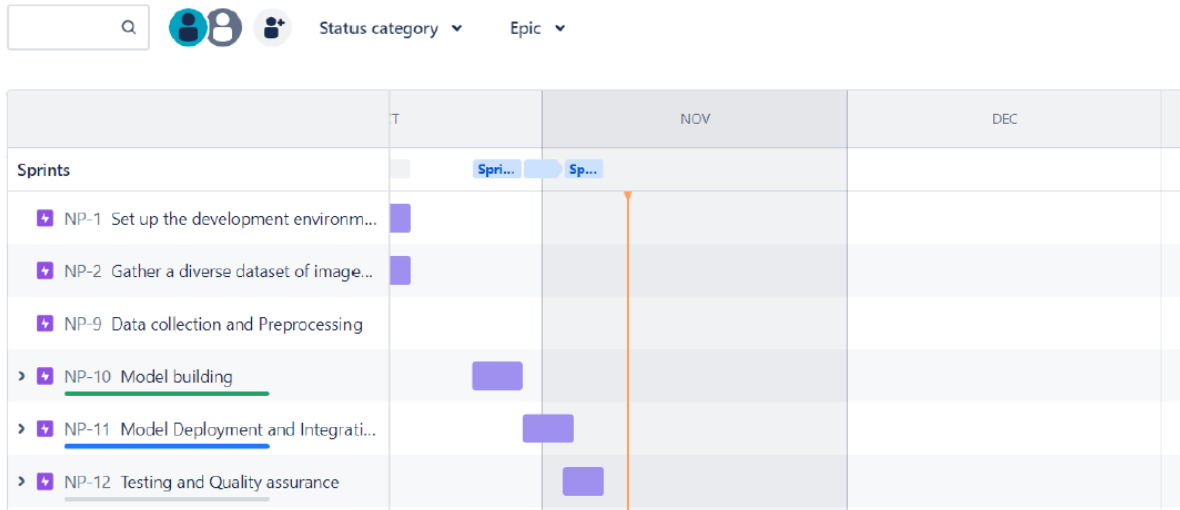 Status category
Epic
T
NOV
DEC
Sprints
Spri...
Sp...
NP-1 Set up the development environm...
NP-2 Gather a diverse dataset of image...
NP-9 Data collection and Preprocessing
NP-10 Model building
NP-11 Model Deployment and Integrati...
NP-12 Testing and Quality assurance